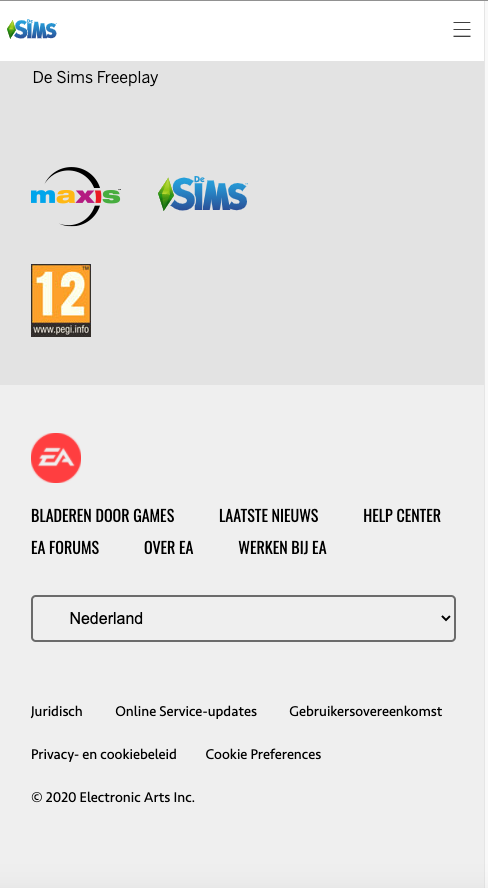 De SiMS
De Sims Freeplay
maxis™
De SiMS
12™
www.pegi.info
EA
BLADEREN DOOR GAMES LAATSTE NIEUWS HELP CENTER
EA FORUMS OVER EA WERKEN BIJ EA
Nederland
Juridisch Online Service-updates Gebruikersovereenkomst
Privacy- en cookiebeleid Cookie Preferences
© 2020 Electronic Arts Inc.